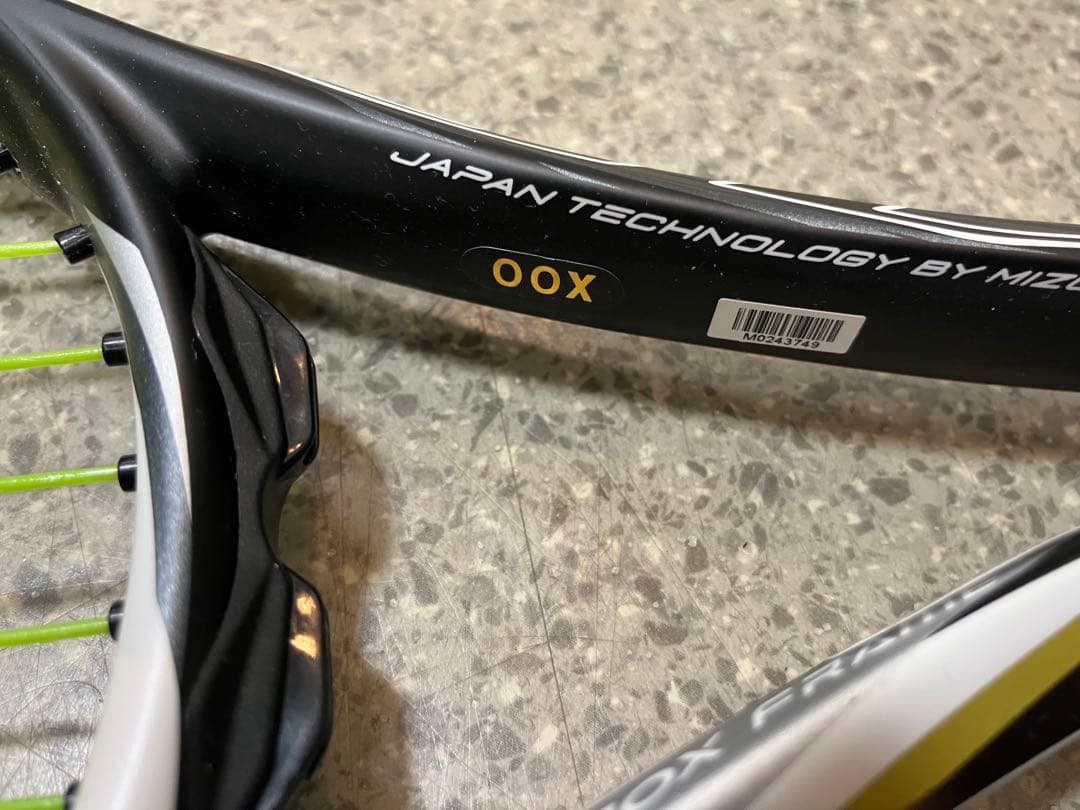 JAPAN TECHNOLOGY BY MIZU
OOX
M0243749